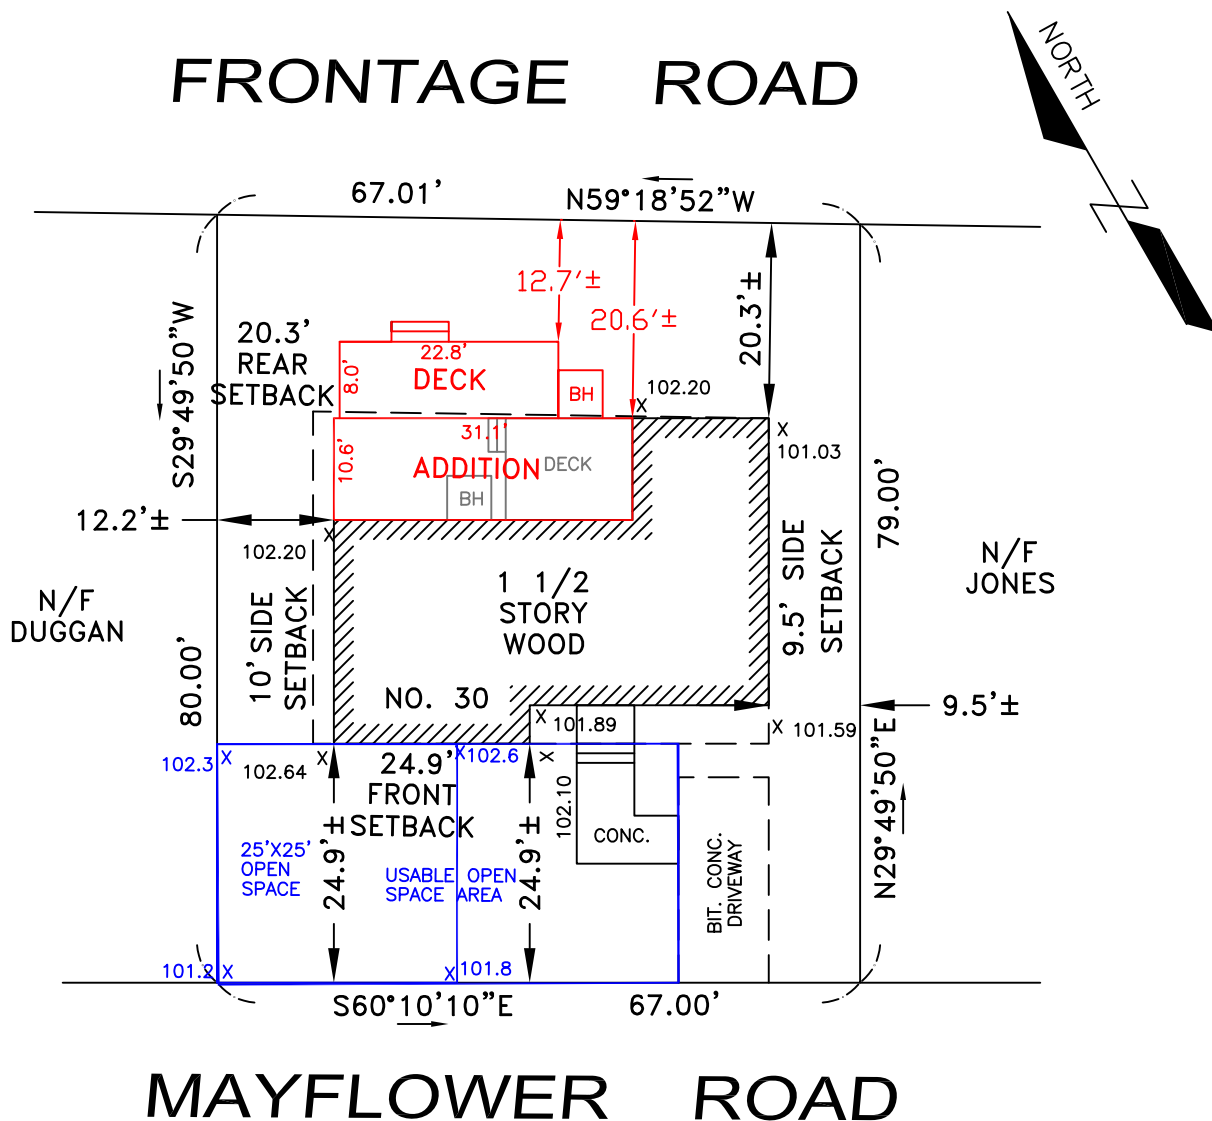 FRONTAGE ROAD
NORTH
67.01'
N59°18'52"W
S29°49'50"W
20.3'
REAR
SETBACK
12.7'±
20.6'±
20.3'±
22.8'
8.0'
DECK
BH
102.20
X
X
101.03
31.1'
10.6'
ADDITION
DECK
BH
12.2'±
X
102.20
79.00'
N/F
DUGGAN
1 1/2
STORY
WOOD
9.5' SIDE
SETBACK
N/F
JONES
10' SIDE
SETBACK
80.00'
NO. 30
X
101.89
9.5'±
X 101.59
X
102.3
X
102.64
24.9'
FRONT
SETBACK
X
102.6
X
102.10
N29°49'50"E
24.9'±
24.9'±
CONC.
25'X25'
OPEN
SPACE
USABLE OPEN
SPACE AREA
BIT. CONC.
DRIVEWAY
101.2
X
X
101.8
S60°10'10"E
67.00'
MAYFLOWER ROAD